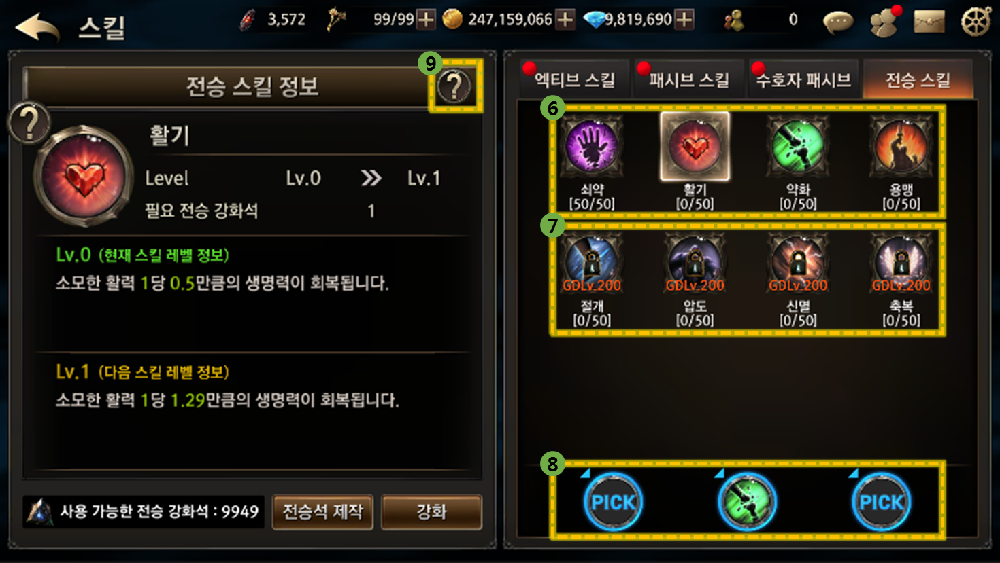 스킬
3,572
99/99
247,159,066
9,819,690
0
9
전승 스킬 정보
?
?
활기
Level Lv.0 Lv.1
필요 전승 강화석 1
Lv.0 (현재 스킬 레벨 정보)
소모한 활력 1당 0.5만큼의 생명력이 회복됩니다.
Lv.1 (다음 스킬 레벨 정보)
소모한 활력 1당 1.29만큼의 생명력이 회복됩니다.
사용 가능한 전승 강화석 : 9949
전승석 제작
강화
엑티브 스킬
패시브 스킬
수호자 패시브
전승 스킬
6
쇠약 활기 약화 용맹
[50/50] [0/50] [0/50] [0/50]
7
GDLv.200 GDLv.200 GDLv.200 GDLv.200
절개 압도 신멸 축복
[0/50] [0/50] [0/50] [0/50]
8
PICK PICK